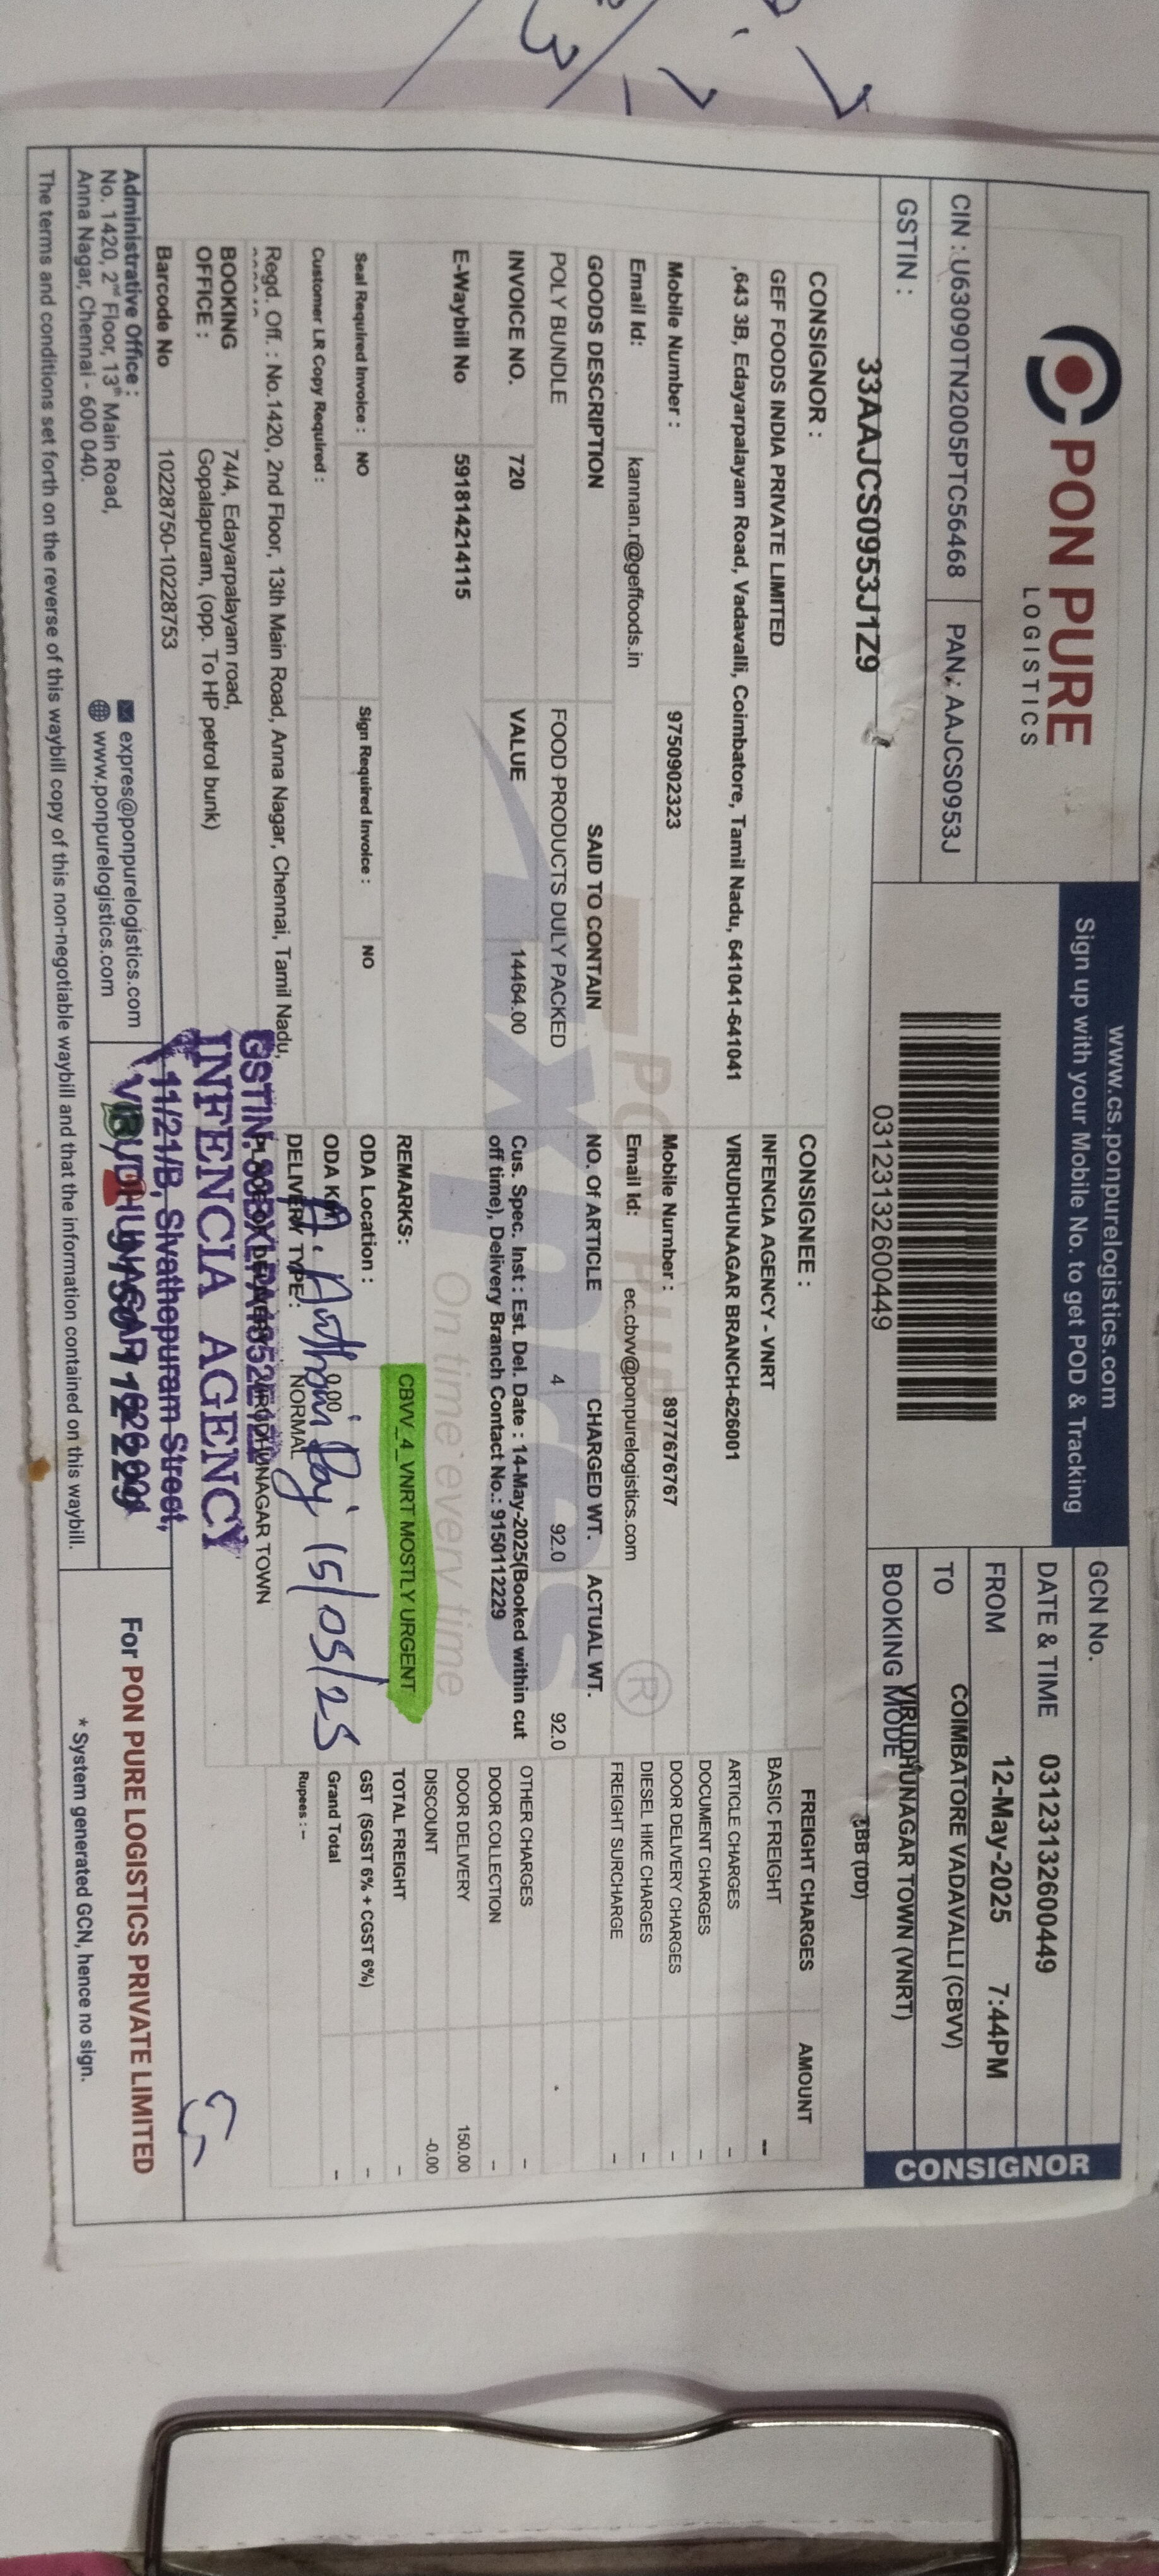 PON PURE
LOGISTICS
www.cs.ponpurelogistics.com
Sign up with your Mobile No. to get POD & Tracking
CIN : U63090TN2005PTC56468 PAN : AAJCS0953J
GSTIN :
33AAJCS0953J1Z9
03123132600449
GCN No.
DATE & TIME 03123132600449
FROM 12-May-2025 7:44PM
TO COIMBATORE VADAVALLI (CBVV)
BOOKING MODE VIRUDHUNAGAR TOWN (VNRT)
TBB (DD)
CONSIGNOR
CONSIGNOR :
GEF FOODS INDIA PRIVATE LIMITED
,643 3B, Edayarpalayam Road, Vadavalli, Coimbatore, Tamil Nadu, 641041-641041
Mobile Number : 9750902323
Email Id: kannan.r@geffoods.in
CONSIGNEE :
INFENCIA AGENCY - VNRT
VIRUDHUNAGAR BRANCH-626001
Mobile Number : 8977676767
Email Id: ec.cbvv@ponpurelogistics.com
GOODS DESCRIPTION SAID TO CONTAIN NO. Of ARTICLE CHARGED WT. ACTUAL WT.
POLY BUNDLE FOOD PRODUCTS DULY PACKED 4 92.0 92.0
INVOICE NO. 720 VALUE 14464.00
Cus. Spec. Inst : Est. Del. Date : 14-May-2025(Booked within cut
off time), Delivery Branch Contact No.: 9150112229
E-Waybill No 591814214115
REMARKS: CBVV_4_VNRT MOSTLY URGENT
Seal Required Invoice : NO Sign Required Invoice : NO
ODA Location :
Customer LR Copy Required :
ODA KM 0.00
DELIVERY TYPE : NORMAL
VIRUDHUNAGAR TOWN
PON PURE
Expres
On time every time
®
A. Anthoni Raj 15/05/25
Regd. Off. : No.1420, 2nd Floor, 13th Main Road, Anna Nagar, Chennai, Tamil Nadu,
BOOKING OFFICE : 74/4, Edayarpalayam road,
Gopalapuram, (opp. To HP petrol bunk)
Barcode No 10228750-10228753
INFENCIA AGENCY
11/21/B, Sivathepuram Street,
VIRUDHUNAGAR
FREIGHT CHARGES AMOUNT
BASIC FREIGHT --
ARTICLE CHARGES --
DOCUMENT CHARGES --
DOOR DELIVERY CHARGES --
DIESEL HIKE CHARGES --
FREIGHT SURCHARGE --
OTHER CHARGES --
DOOR COLLECTION --
DOOR DELIVERY 150.00
DISCOUNT -0.00
TOTAL FREIGHT --
GST (SGST 6% + CGST 6%) --
Grand Total --
Rupees : --
Administrative Office :
No. 1420, 2nd Floor, 13th Main Road,
Anna Nagar, Chennai - 600 040.
expres@ponpurelogistics.com
www.ponpurelogistics.com
For PON PURE LOGISTICS PRIVATE LIMITED
* System generated GCN, hence no sign.
The terms and conditions set forth on the reverse of this waybill copy of this non-negotiable waybill and that the information contained on this waybill.